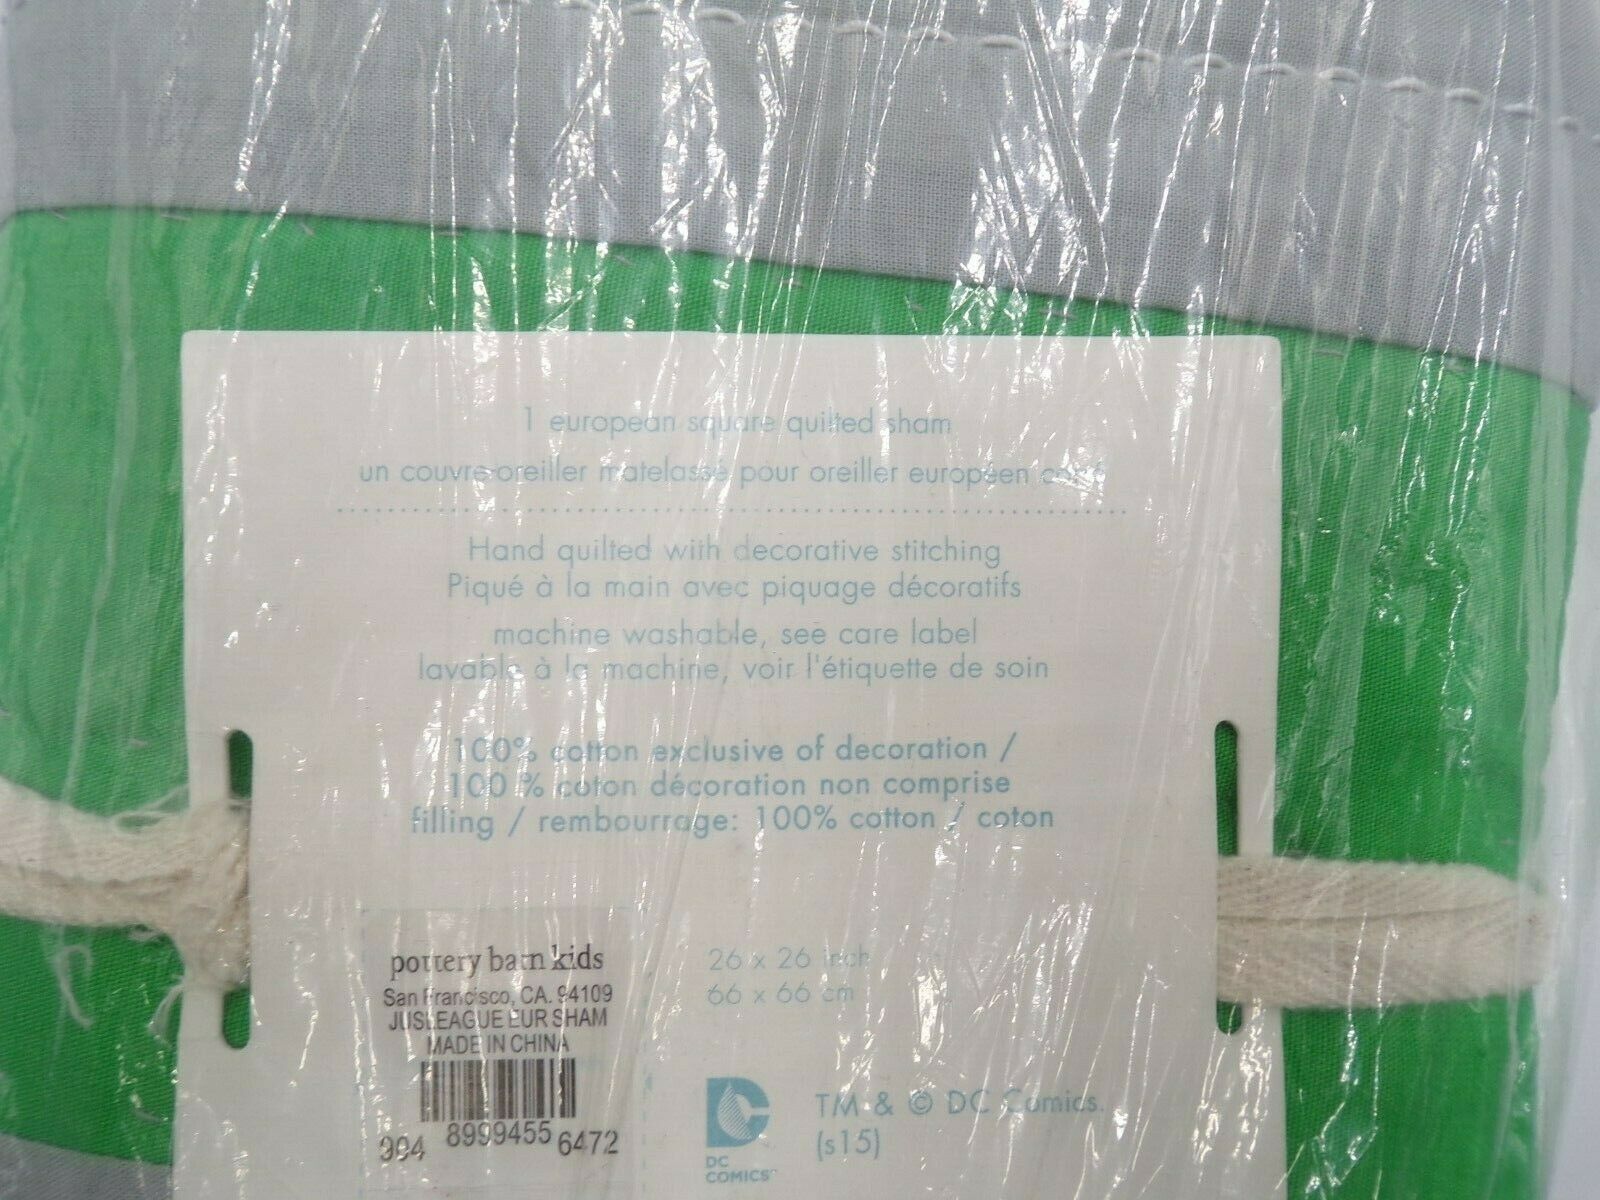 1 european square quilted sham
un couvre-oreiller matelassé pour oreiller européen carré
Hand quilted with decorative stitching
Piqué à la main avec piquage décoratifs
machine washable, see care label
lavable à la machine, voir l'étiquette de soin
100% cotton exclusive of decoration /
100 % coton décoration non comprise
filling / rembourrage: 100% cotton / coton
pottery barn kids
San Francisco, CA. 94109
JUSLEAGUE EUR SHAM
MADE IN CHINA
994 8999455 6472
26 x 26 inch
66 x 66 cm
DC
COMICS™
TM & © DC Comics.
(s15)